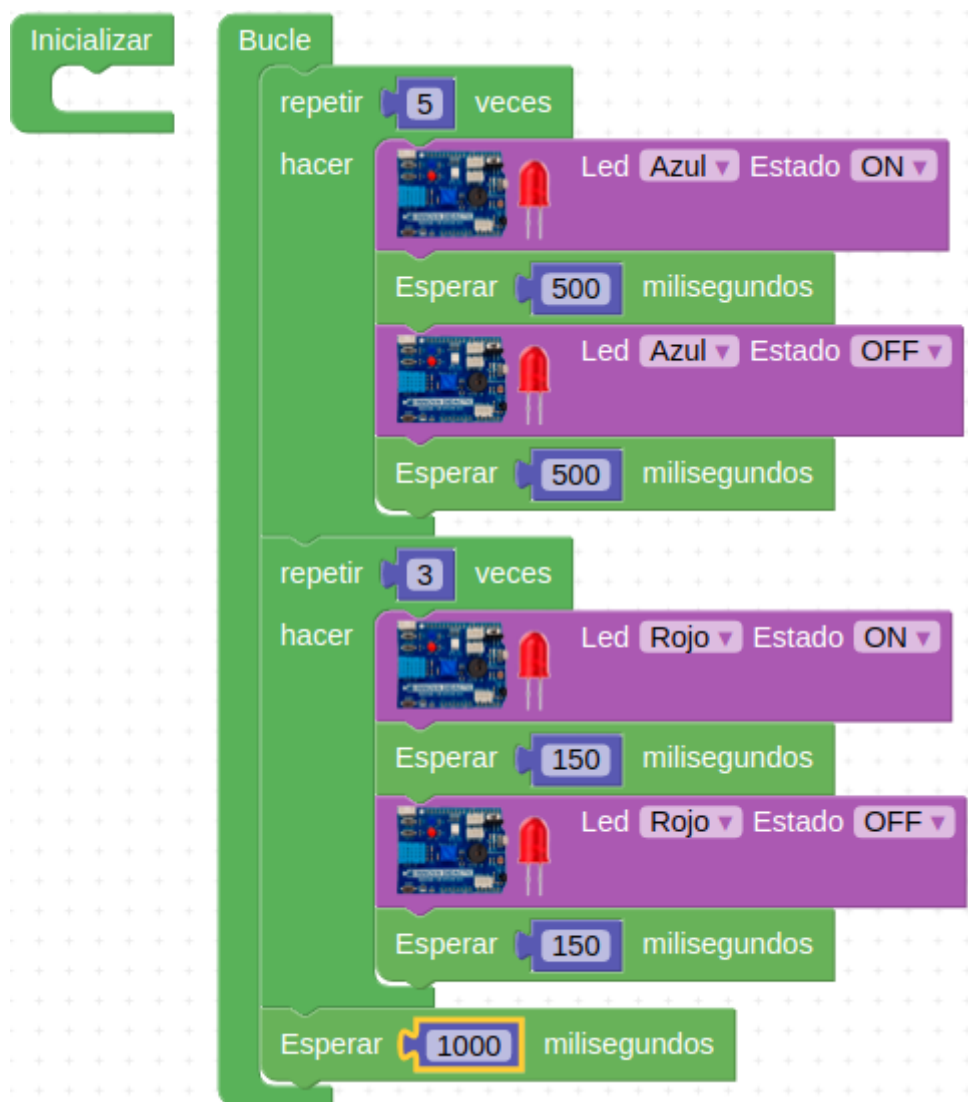 Inicializar
Bucle
repetir 5 veces
hacer
Led Azul Estado ON
Esperar 500 milisegundos
Led Azul Estado OFF
Esperar 500 milisegundos
repetir 3 veces
hacer
Led Rojo Estado ON
Esperar 150 milisegundos
Led Rojo Estado OFF
Esperar 150 milisegundos
Esperar 1000 milisegundos